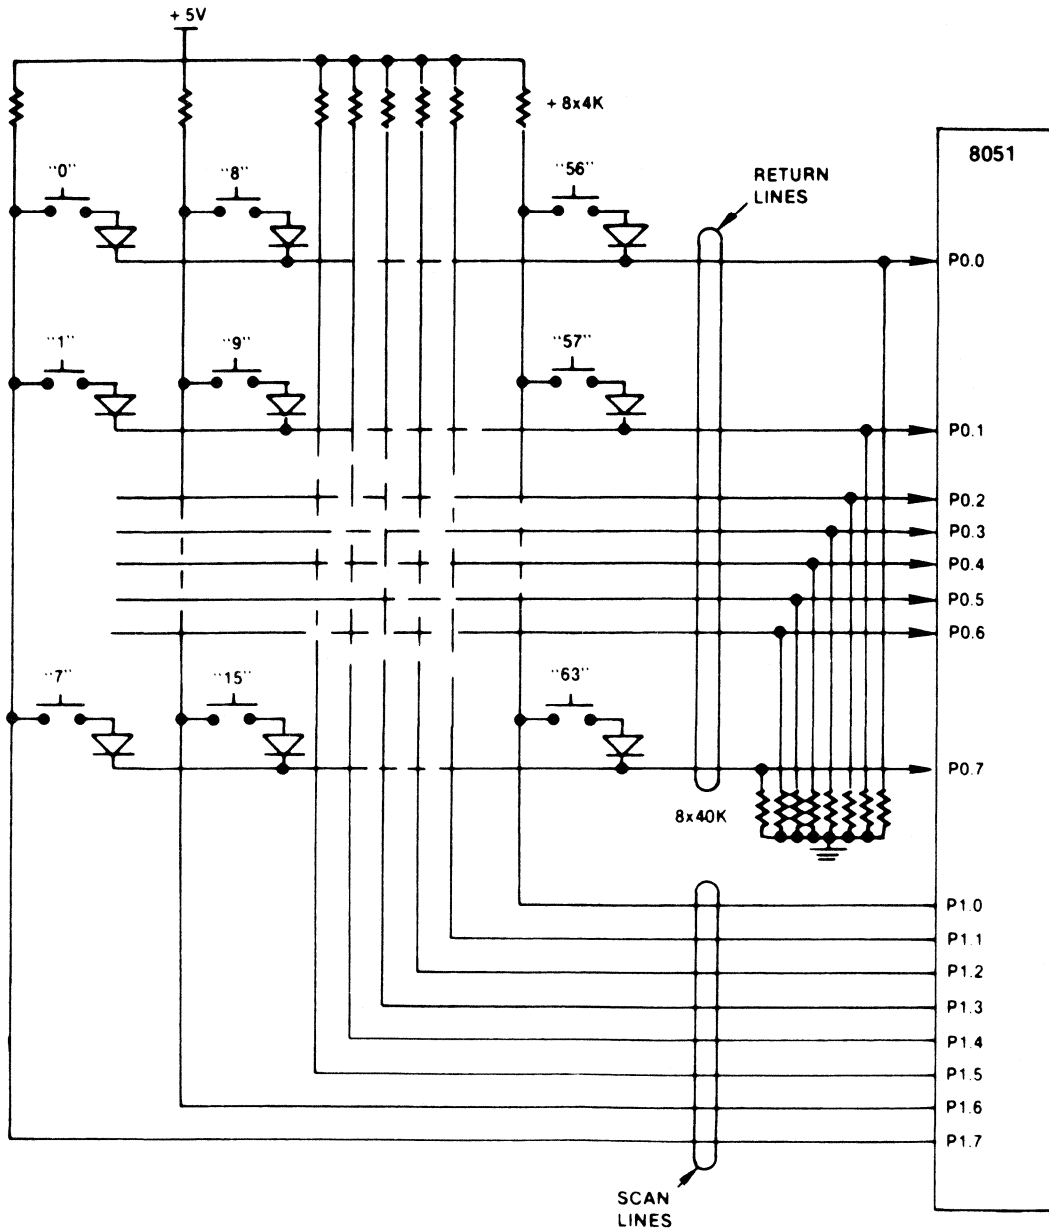 + 5V
+ 8x4K
8051
"0"
"8"
"56"
RETURN
LINES
P0.0
"1"
"9"
"57"
P0.1
P0.2
P0.3
P0.4
P0.5
P0.6
"7"
"15"
"63"
P0.7
8x40K
P1.0
P1.1
P1.2
P1.3
P1.4
P1.5
P1.6
P1.7
SCAN
LINES